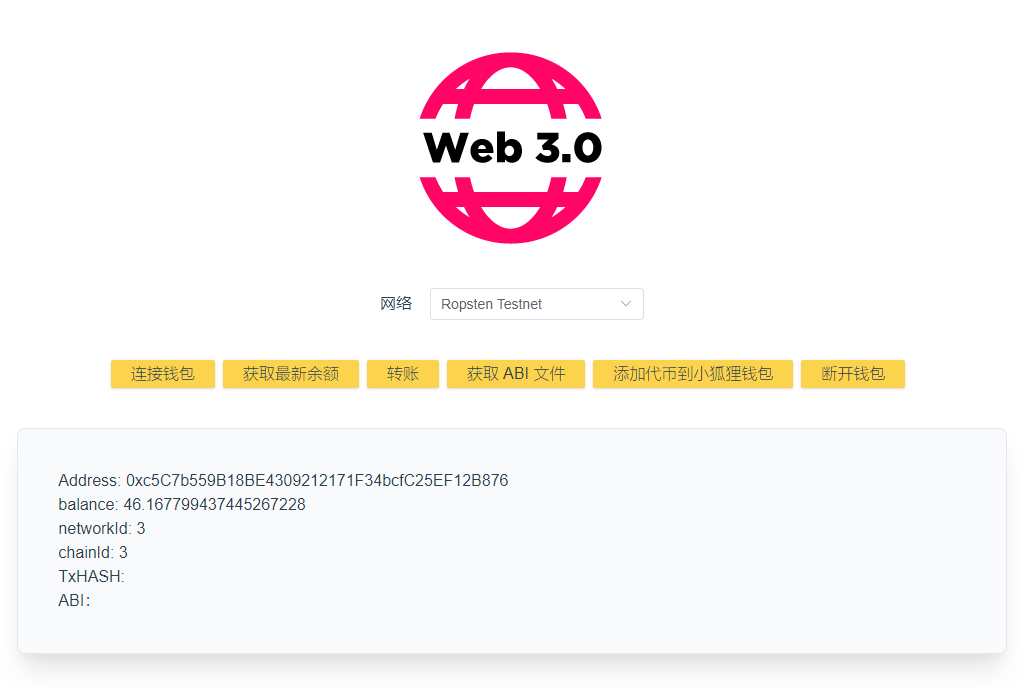 Web 3.0
网络 Ropsten Testnet
连接钱包 获取最新余额 转账 获取 ABI 文件 添加代币到小狐狸钱包 断开钱包
Address: 0xc5C7b559B18BE4309212171F34bcfC25EF12B876
balance: 46.167799437445267228
networkId: 3
chainId: 3
TxHASH:
ABI：